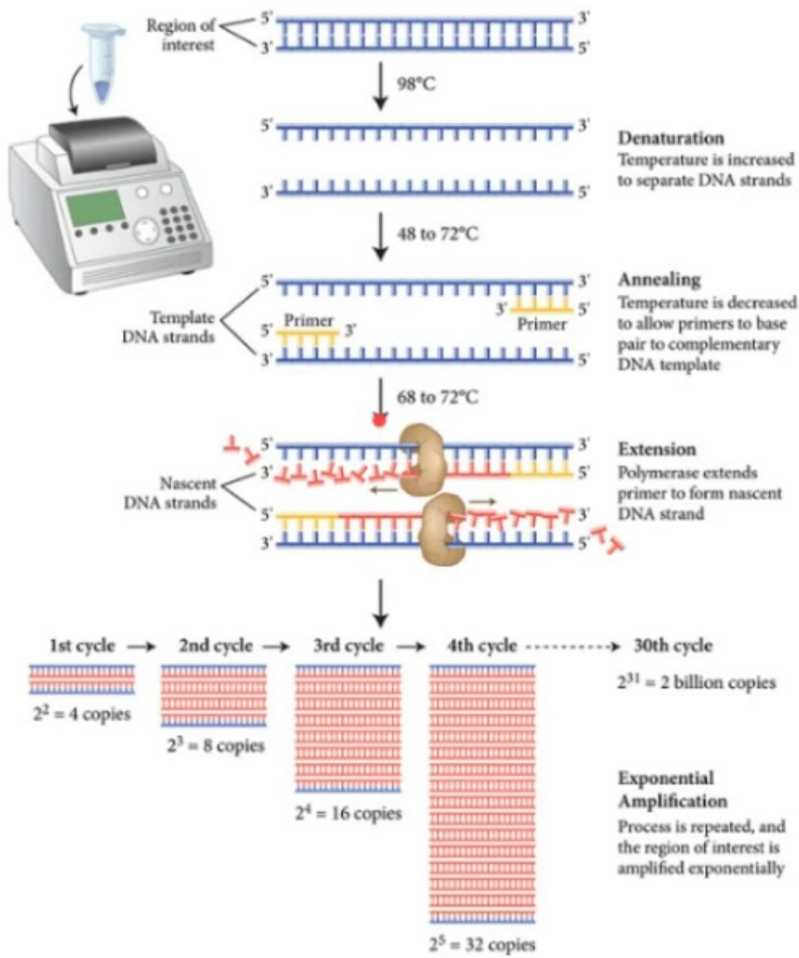 Region of
interest
5'
3'
3'
5'
98°C
5'
3'
3'
5'
Denaturation
Temperature is increased
to separate DNA strands
48 to 72°C
Template
DNA strands
5'
3'
3'
5'
Primer
5'
Primer
3'
3'
5'
Annealing
Temperature is decreased
to allow primers to base
pair to complementary
DNA template
68 to 72°C
Nascent
DNA strands
5'
3'
3'
5'
5'
3'
3'
5'
Extension
Polymerase extends
primer to form nascent
DNA strand
1st cycle
2nd cycle
3rd cycle
4th cycle
30th cycle
2² = 4 copies
2³ = 8 copies
2⁴ = 16 copies
2⁵ = 32 copies
2³¹ = 2 billion copies
Exponential
Amplification
Process is repeated, and
the region of interest is
amplified exponentially